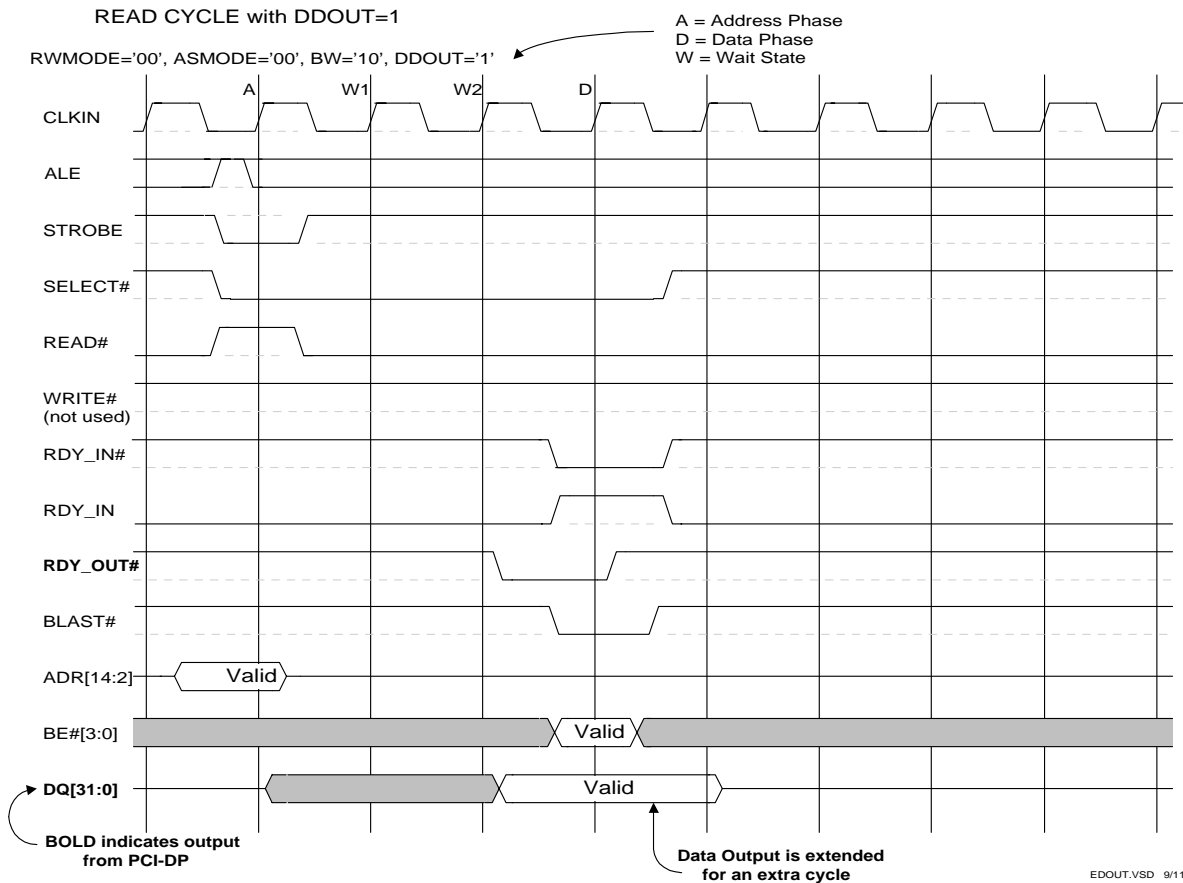 READ CYCLE with DDOUT=1
A = Address Phase
D = Data Phase
W = Wait State
RWMODE='00', ASMODE='00', BW='10', DDOUT='1'
A W1 W2 D
CLKIN
ALE
STROBE
SELECT#
READ#
WRITE#
(not used)
RDY_IN#
RDY_IN
RDY_OUT#
BLAST#
ADR[14:2] Valid
BE#[3:0] Valid
DQ[31:0] Valid
BOLD indicates output
from PCI-DP
Data Output is extended
for an extra cycle
EDOUT.VSD 9/11